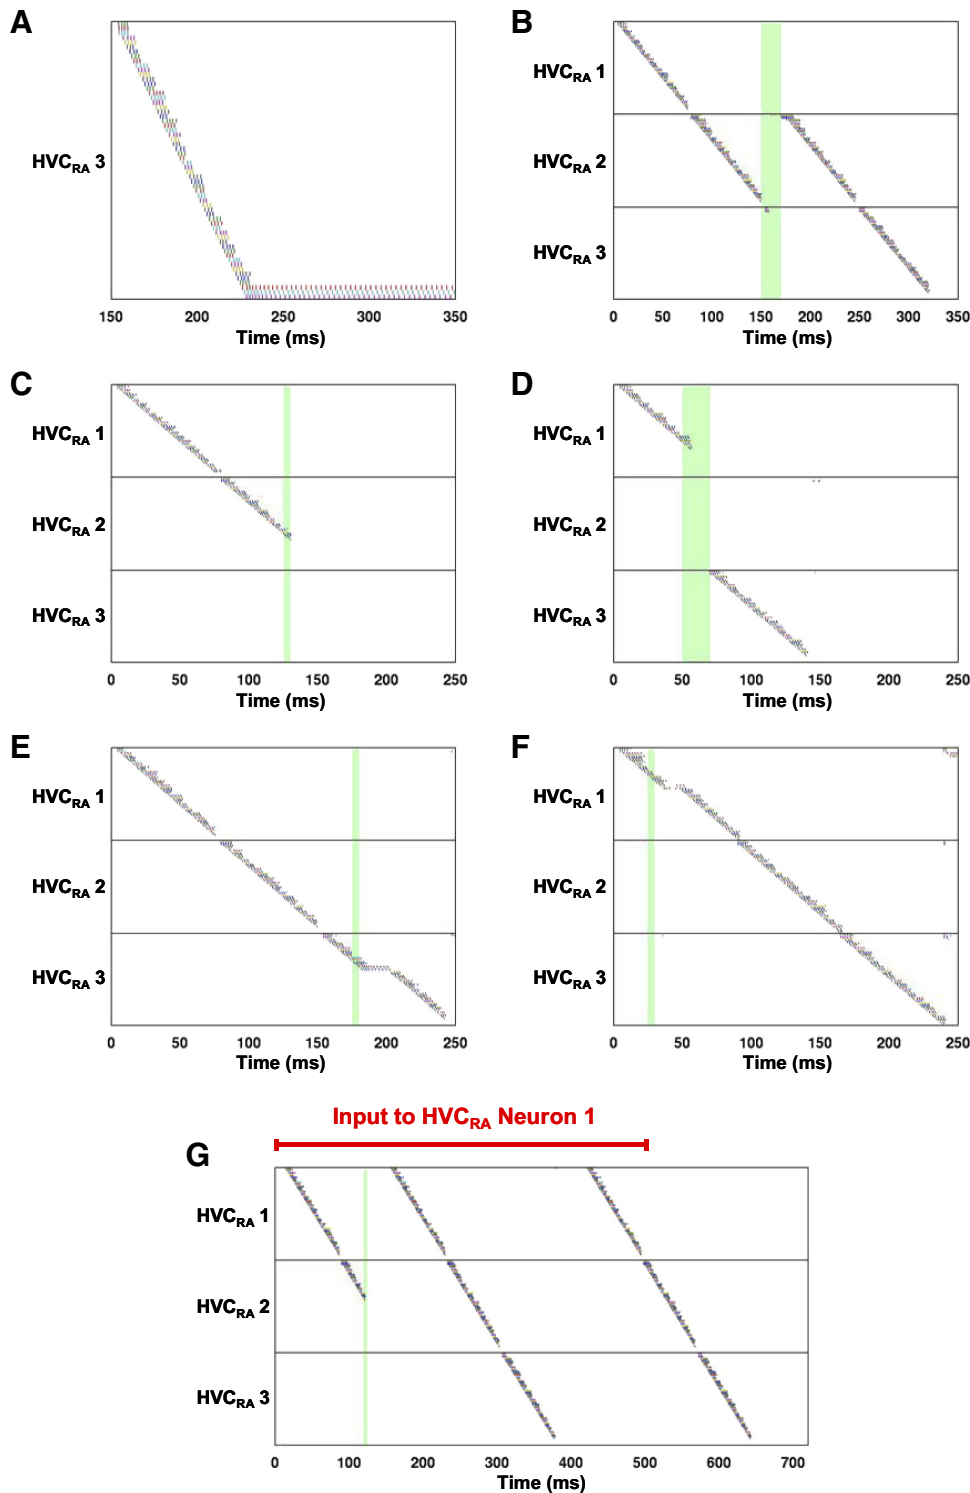 A
HVCRA 3
150 200 250 300 350
Time (ms)
B
HVCRA 1
HVCRA 2
HVCRA 3
0 50 100 150 200 250 300 350
Time (ms)
C
HVCRA 1
HVCRA 2
HVCRA 3
0 50 100 150 200 250
Time (ms)
D
HVCRA 1
HVCRA 2
HVCRA 3
0 50 100 150 200 250
Time (ms)
E
HVCRA 1
HVCRA 2
HVCRA 3
0 50 100 150 200 250
Time (ms)
F
HVCRA 1
HVCRA 2
HVCRA 3
0 50 100 150 200 250
Time (ms)
Input to HVCRA Neuron 1
G
HVCRA 1
HVCRA 2
HVCRA 3
0 100 200 300 400 500 600 700
Time (ms)